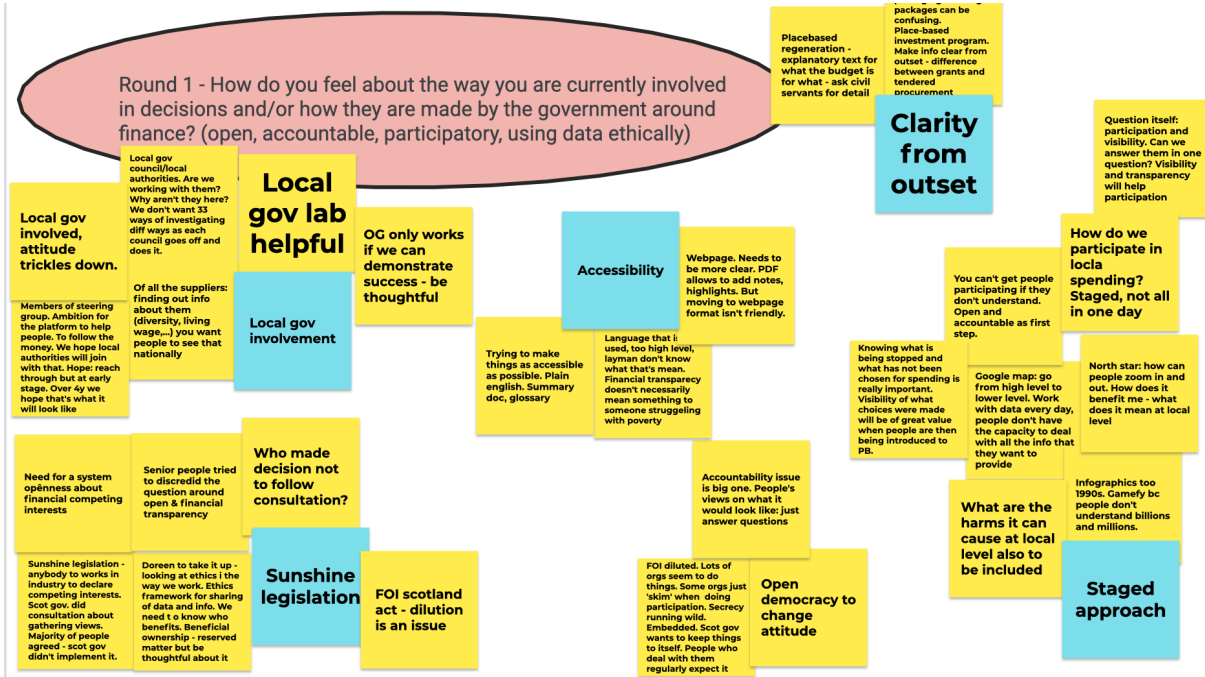 Round 1 - How do you feel about the way you are currently involved
in decisions and/or how they are made by the government around
finance? (open, accountable, participatory, using data ethically)
Placebased
regeneration -
explanatory text for
what the budget is
for what - ask civil
servants for detail
packages can be
confusing.
Place-based
investment program.
Make info clear from
outset - difference
between grants and
tendered
procurement
Clarity
from
outset
Question itself:
participation and
visibility. Can we
answer them in one
question? Visibility
and transparency
will help
participation
Local gov
involved,
attitude
trickles down.
Local gov
council/local
authorities. Are we
working with them?
Why aren't they here?
We don't want 33
ways of investigating
diff ways as each
council goes off and
does it.
Local
gov lab
helpful
OG only works
if we can
demonstrate
success - be
thoughtful
Members of steering
group. Ambition for
the platform to help
people. To follow the
money. We hope local
authorities will join
with that. Hope: reach
through but at early
stage. Over 4y we
hope that's what it
will look like
Of all the suppliers:
finding out info
about them
(diversity, living
wage,...) you want
people to see that
nationally
Local gov
involvement
Accessibility
Webpage. Needs to
be more clear. PDF
allows to add notes,
highlights. But
moving to webpage
format isn't friendly.
Trying to make
things as accessible
as possible. Plain
english. Summary
doc, glossary
Language that is
used, too high level,
layman don't know
what that's mean.
Financial transparecy
doesn't necessarily
mean something to
someone struggling
with poverty
You can't get people
participating if they
don't understand.
Open and
accountable as first
step.
How do we
participate in
locla
spending?
Staged, not all
in one day
Knowing what is
being stopped and
what has not been
chosen for spending is
really important.
Visibility of what
choices were made
will be of great value
when people are then
being introduced to
PB.
Google map: go
from high level to
lower level. Work
with data every day,
people don't have
the capacity to deal
with all the info that
they want to
provide
North star: how can
people zoom in and
out. How does it
benefit me - what
does it mean at local
level
What are the
harms it can
cause at local
level also to
be included
Infographics too
1990s. Gamefy bc
people don't
understand billions
and millions.
Staged
approach
Need for a system
openness about
financial competing
interests
Senior people tried
to discredid the
question around
open & financial
transparency
Who made
decision not
to follow
consultation?
Sunshine legislation -
anybody to works in
industry to declare
competing interests.
Scot gov. did
consultation about
gathering views.
Majority of people
agreed - scot gov
didn't implement it.
Doreen to take it up -
looking at ethics i the
way we work. Ethics
framework for sharing
of data and info. We
need t o know who
benefits. Beneficial
ownership - reserved
matter but be
thoughtful about it
Sunshine
legislation
FOI scotland
act - dilution
is an issue
Accountability issue
is big one. People's
views on what it
would look like: just
answer questions
FOI diluted. Lots of
orgs seem to do
things. Some orgs just
'skim' when doing
participation. Secrecy
running wild.
Embedded. Scot gov
wants to keep things
to itself. People who
deal with them
regularly expect it
Open
democracy to
change
attitude